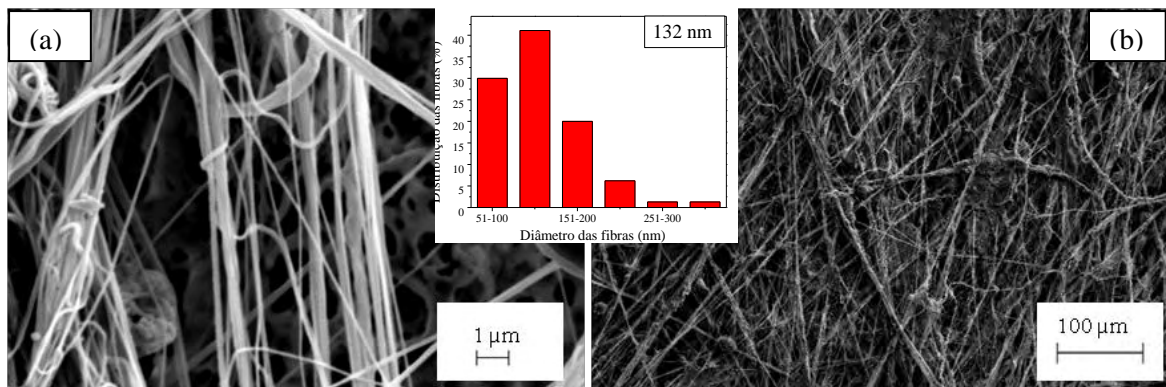 (a)
132 nm
(b)
Distribuição das fibras (%)
40
35
30
25
20
15
10
5
0
51-100 151-200 251-300
Diâmetro das fibras (nm)
1 µm
100 µm